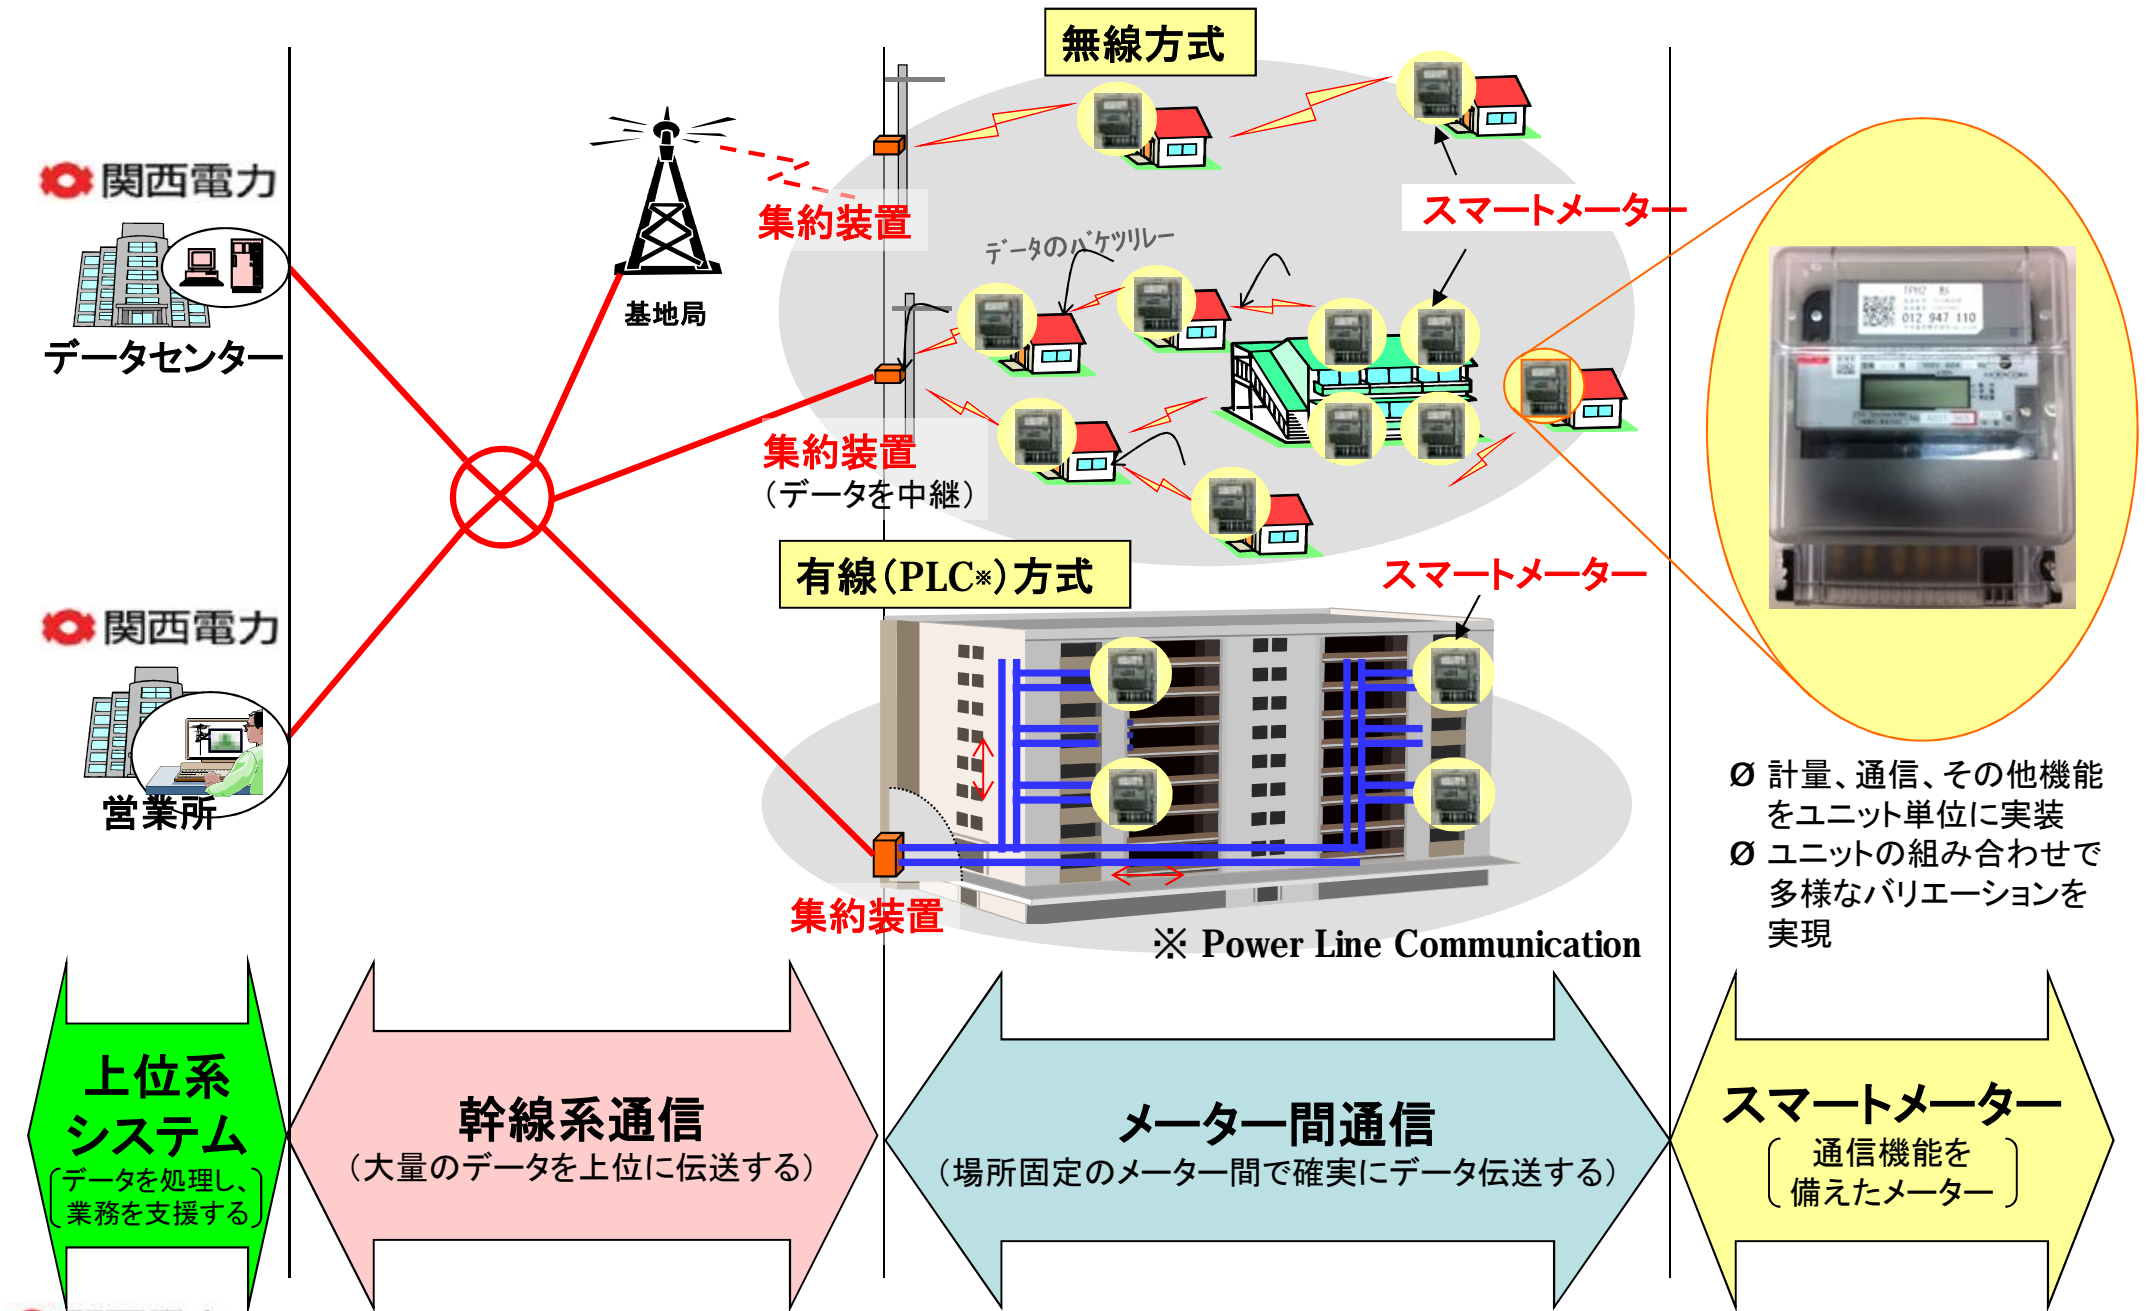 無線方式
関西電力
データセンター
基地局
集約装置
データのバケツリレー
スマートメーター
集約装置
（データを中継）
有線（PLC※）方式
スマートメーター
関西電力
営業所
集約装置
※ Power Line Communication
TPH2 形
012 947 110
Ø 計量、通信、その他機能
をユニット単位に実装
Ø ユニットの組み合わせで
多様なバリエーションを
実現
上位系
システム
データを処理し、
業務を支援する
幹線系通信
（大量のデータを上位に伝送する）
メーター間通信
（場所固定のメーター間で確実にデータ伝送する）
スマートメーター
通信機能を
備えたメーター